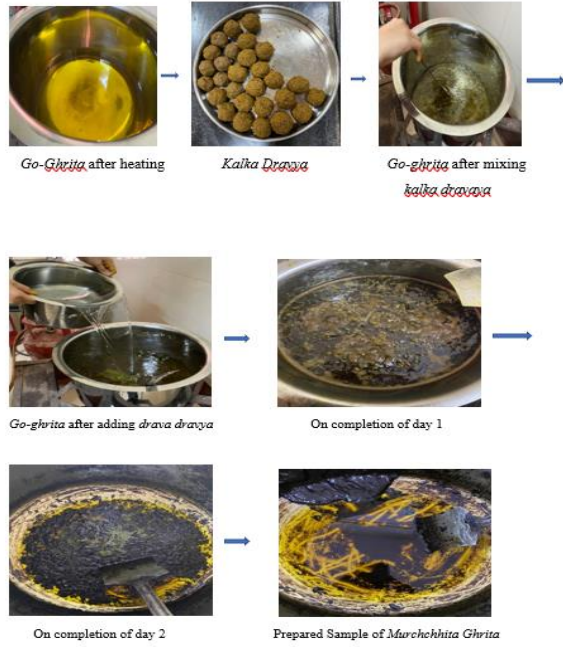 Go-Ghrita after heating
Kalka Dravya
Go-ghrita after mixing
kalka dravaya
Go-ghrita after adding drava dravya
On completion of day 1
On completion of day 2
Prepared Sample of Murchchhita Ghrita